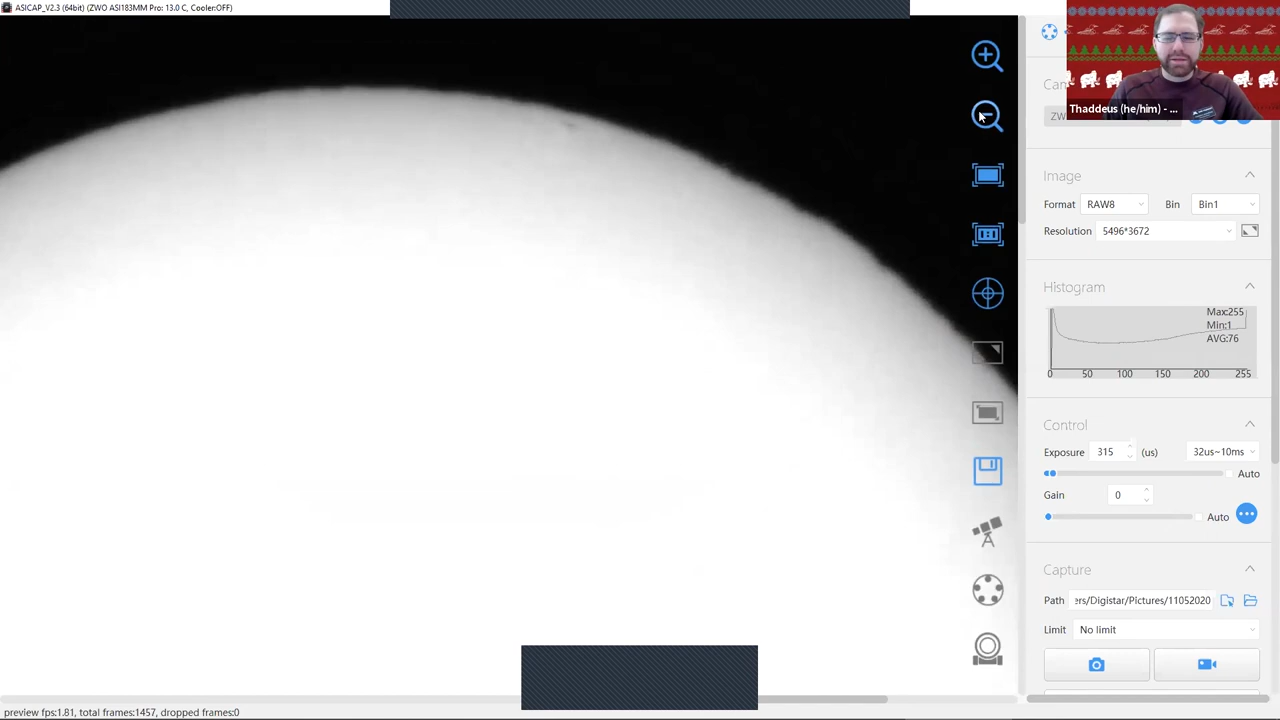 ASICAP_V2.3 (64bit) (ZWO ASI183MM Pro: 13.0 C, Cooler:OFF)
Thaddeus (he/him) - ...
ZW
Image
Format RAW8 Bin Bin1
Resolution 5496*3672
1:1
Histogram
Max:255
Min:1
AVG:76
0 50 100 150 200 255
Control
Exposure 315 (us) 32us~10ms
Auto
Gain 0
Auto
Capture
Path ers/Digistar/Pictures/11052020
Limit No limit
preview fps:1.81, total frames:1457, dropped frames:0